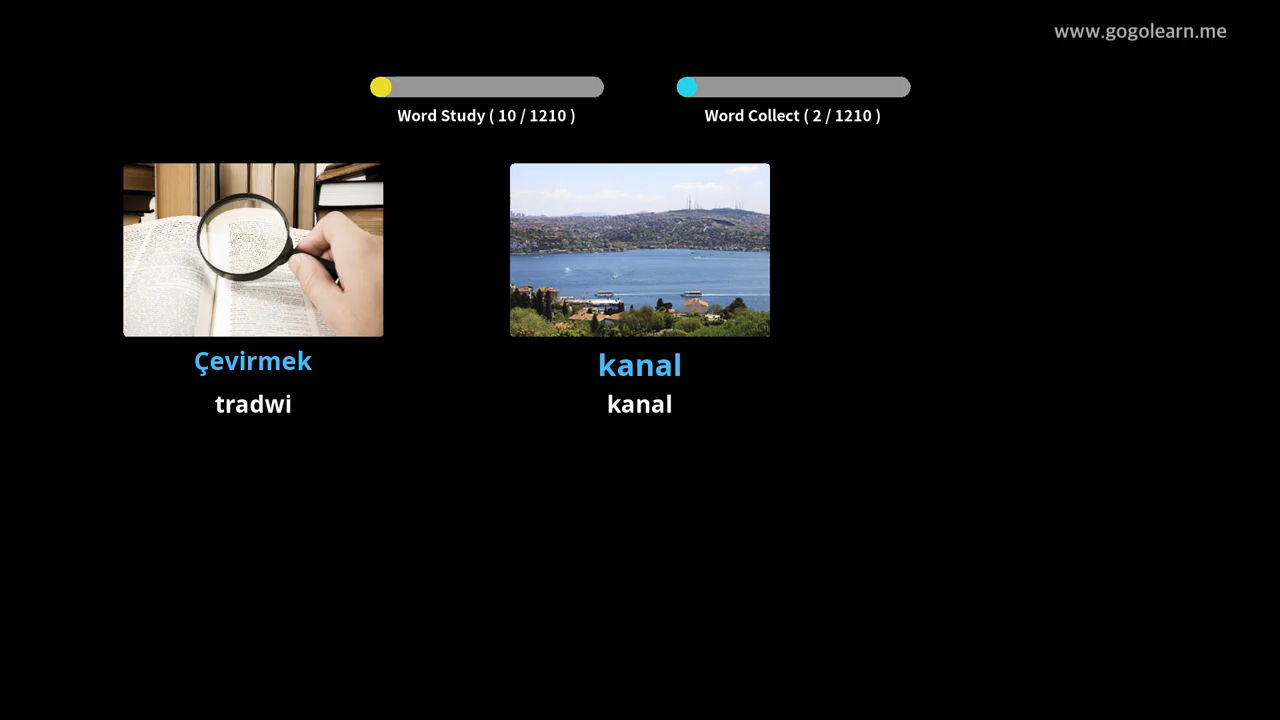 www.gogolearn.me
Word Study ( 10 / 1210 )
Word Collect ( 2 / 1210 )
Çevirmek
tradwi
kanal
kanal